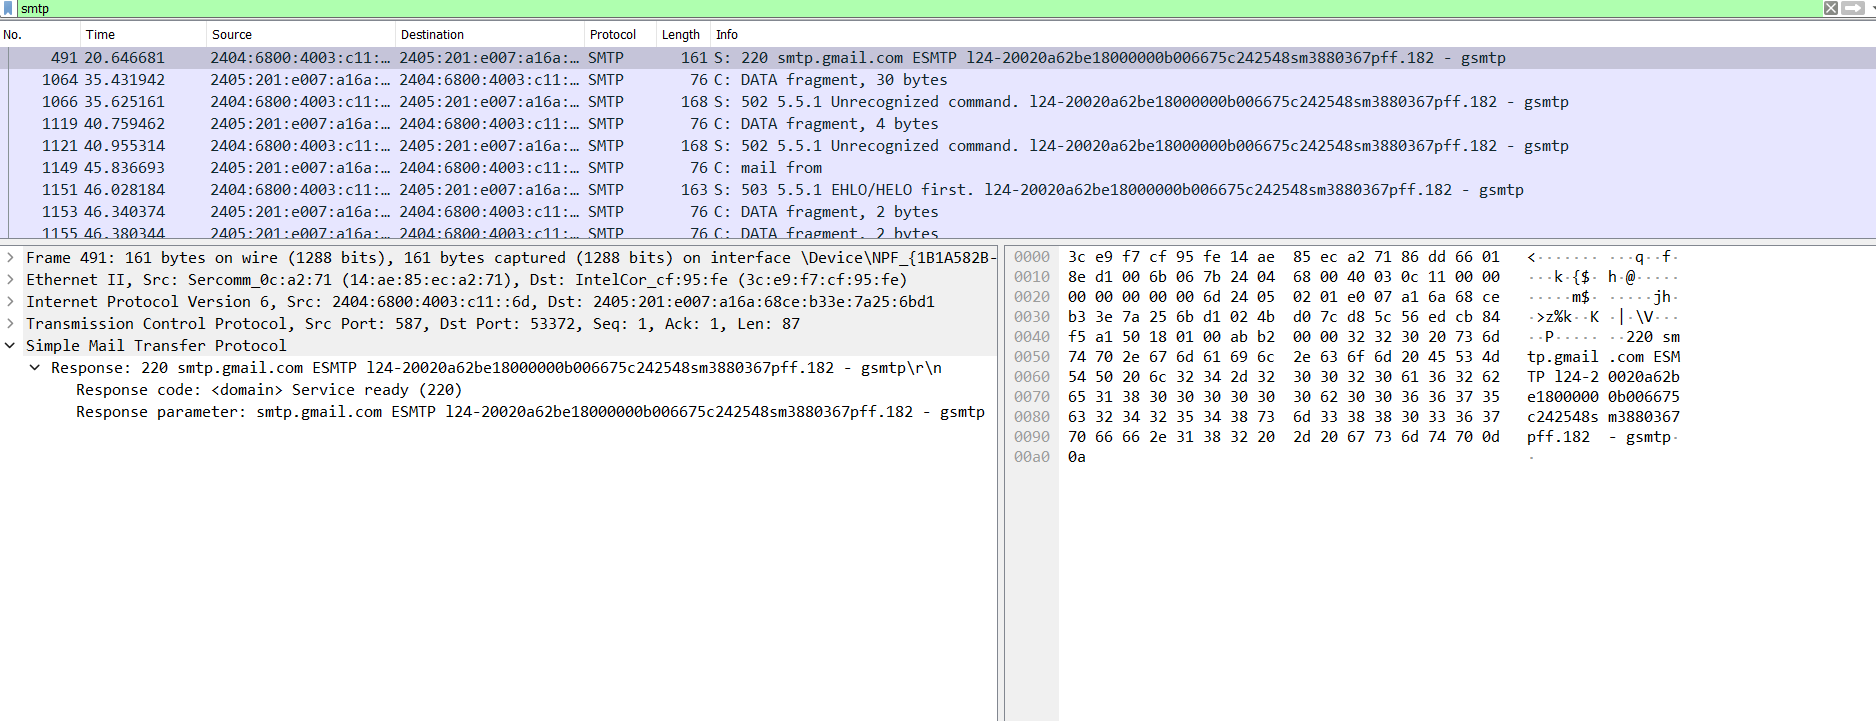 smtp
No. Time Source Destination Protocol Length Info
491 20.646681 2404:6800:4003:c11:… 2405:201:e007:a16a:… SMTP 161 S: 220 smtp.gmail.com ESMTP l24-20020a62be18000000b006675c242548sm3880367pff.182 - gsmtp
1064 35.431942 2405:201:e007:a16a:… 2404:6800:4003:c11:… SMTP 76 C: DATA fragment, 30 bytes
1066 35.625161 2404:6800:4003:c11:… 2405:201:e007:a16a:… SMTP 168 S: 502 5.5.1 Unrecognized command. l24-20020a62be18000000b006675c242548sm3880367pff.182 - gsmtp
1119 40.759462 2405:201:e007:a16a:… 2404:6800:4003:c11:… SMTP 76 C: DATA fragment, 4 bytes
1121 40.955314 2404:6800:4003:c11:… 2405:201:e007:a16a:… SMTP 168 S: 502 5.5.1 Unrecognized command. l24-20020a62be18000000b006675c242548sm3880367pff.182 - gsmtp
1149 45.836693 2405:201:e007:a16a:… 2404:6800:4003:c11:… SMTP 76 C: mail from
1151 46.028184 2404:6800:4003:c11:… 2405:201:e007:a16a:… SMTP 163 S: 503 5.5.1 EHLO/HELO first. l24-20020a62be18000000b006675c242548sm3880367pff.182 - gsmtp
1153 46.340374 2405:201:e007:a16a:… 2404:6800:4003:c11:… SMTP 76 C: DATA fragment, 2 bytes
1155 46.380344 2405:201:e007:a16a:… 2404:6800:4003:c11:… SMTP 76 C: DATA fragment, 2 bytes
Frame 491: 161 bytes on wire (1288 bits), 161 bytes captured (1288 bits) on interface \Device\NPF_{1B1A582B-
Ethernet II, Src: Sercomm_0c:a2:71 (14:ae:85:ec:a2:71), Dst: IntelCor_cf:95:fe (3c:e9:f7:cf:95:fe)
Internet Protocol Version 6, Src: 2404:6800:4003:c11::6d, Dst: 2405:201:e007:a16a:68ce:b33e:7a25:6bd1
Transmission Control Protocol, Src Port: 587, Dst Port: 53372, Seq: 1, Ack: 1, Len: 87
Simple Mail Transfer Protocol
Response: 220 smtp.gmail.com ESMTP l24-20020a62be18000000b006675c242548sm3880367pff.182 - gsmtp\r\n
Response code: <domain> Service ready (220)
Response parameter: smtp.gmail.com ESMTP l24-20020a62be18000000b006675c242548sm3880367pff.182 - gsmtp
0000 3c e9 f7 cf 95 fe 14 ae 85 ec a2 71 86 dd 66 01 <······· ···q··f·
0010 8e d1 00 6b 06 7b 24 04 68 00 40 03 0c 11 00 00 ···k·{$· h·@·····
0020 00 00 00 00 00 6d 24 05 02 01 e0 07 a1 6a 68 ce ·····m$· ·····jh·
0030 b3 3e 7a 25 6b d1 02 4b d0 7c d8 5c 56 ed cb 84 ·>z%k··K ·|·\V···
0040 f5 a1 50 18 01 00 ab b2 00 00 32 32 30 20 73 6d ··P····· ··220 sm
0050 74 70 2e 67 6d 61 69 6c 2e 63 6f 6d 20 45 53 4d tp.gmail .com ESM
0060 54 50 20 6c 32 34 2d 32 30 30 32 30 61 36 32 62 TP l24-2 0020a62b
0070 65 31 38 30 30 30 30 30 30 62 30 30 36 36 37 35 e1800000 0b006675
0080 63 32 34 32 35 34 38 73 6d 33 38 38 30 33 36 37 c242548s m3880367
0090 70 66 66 2e 31 38 32 20 2d 20 67 73 6d 74 70 0d pff.182 - gsmtp·
00a0 0a ·